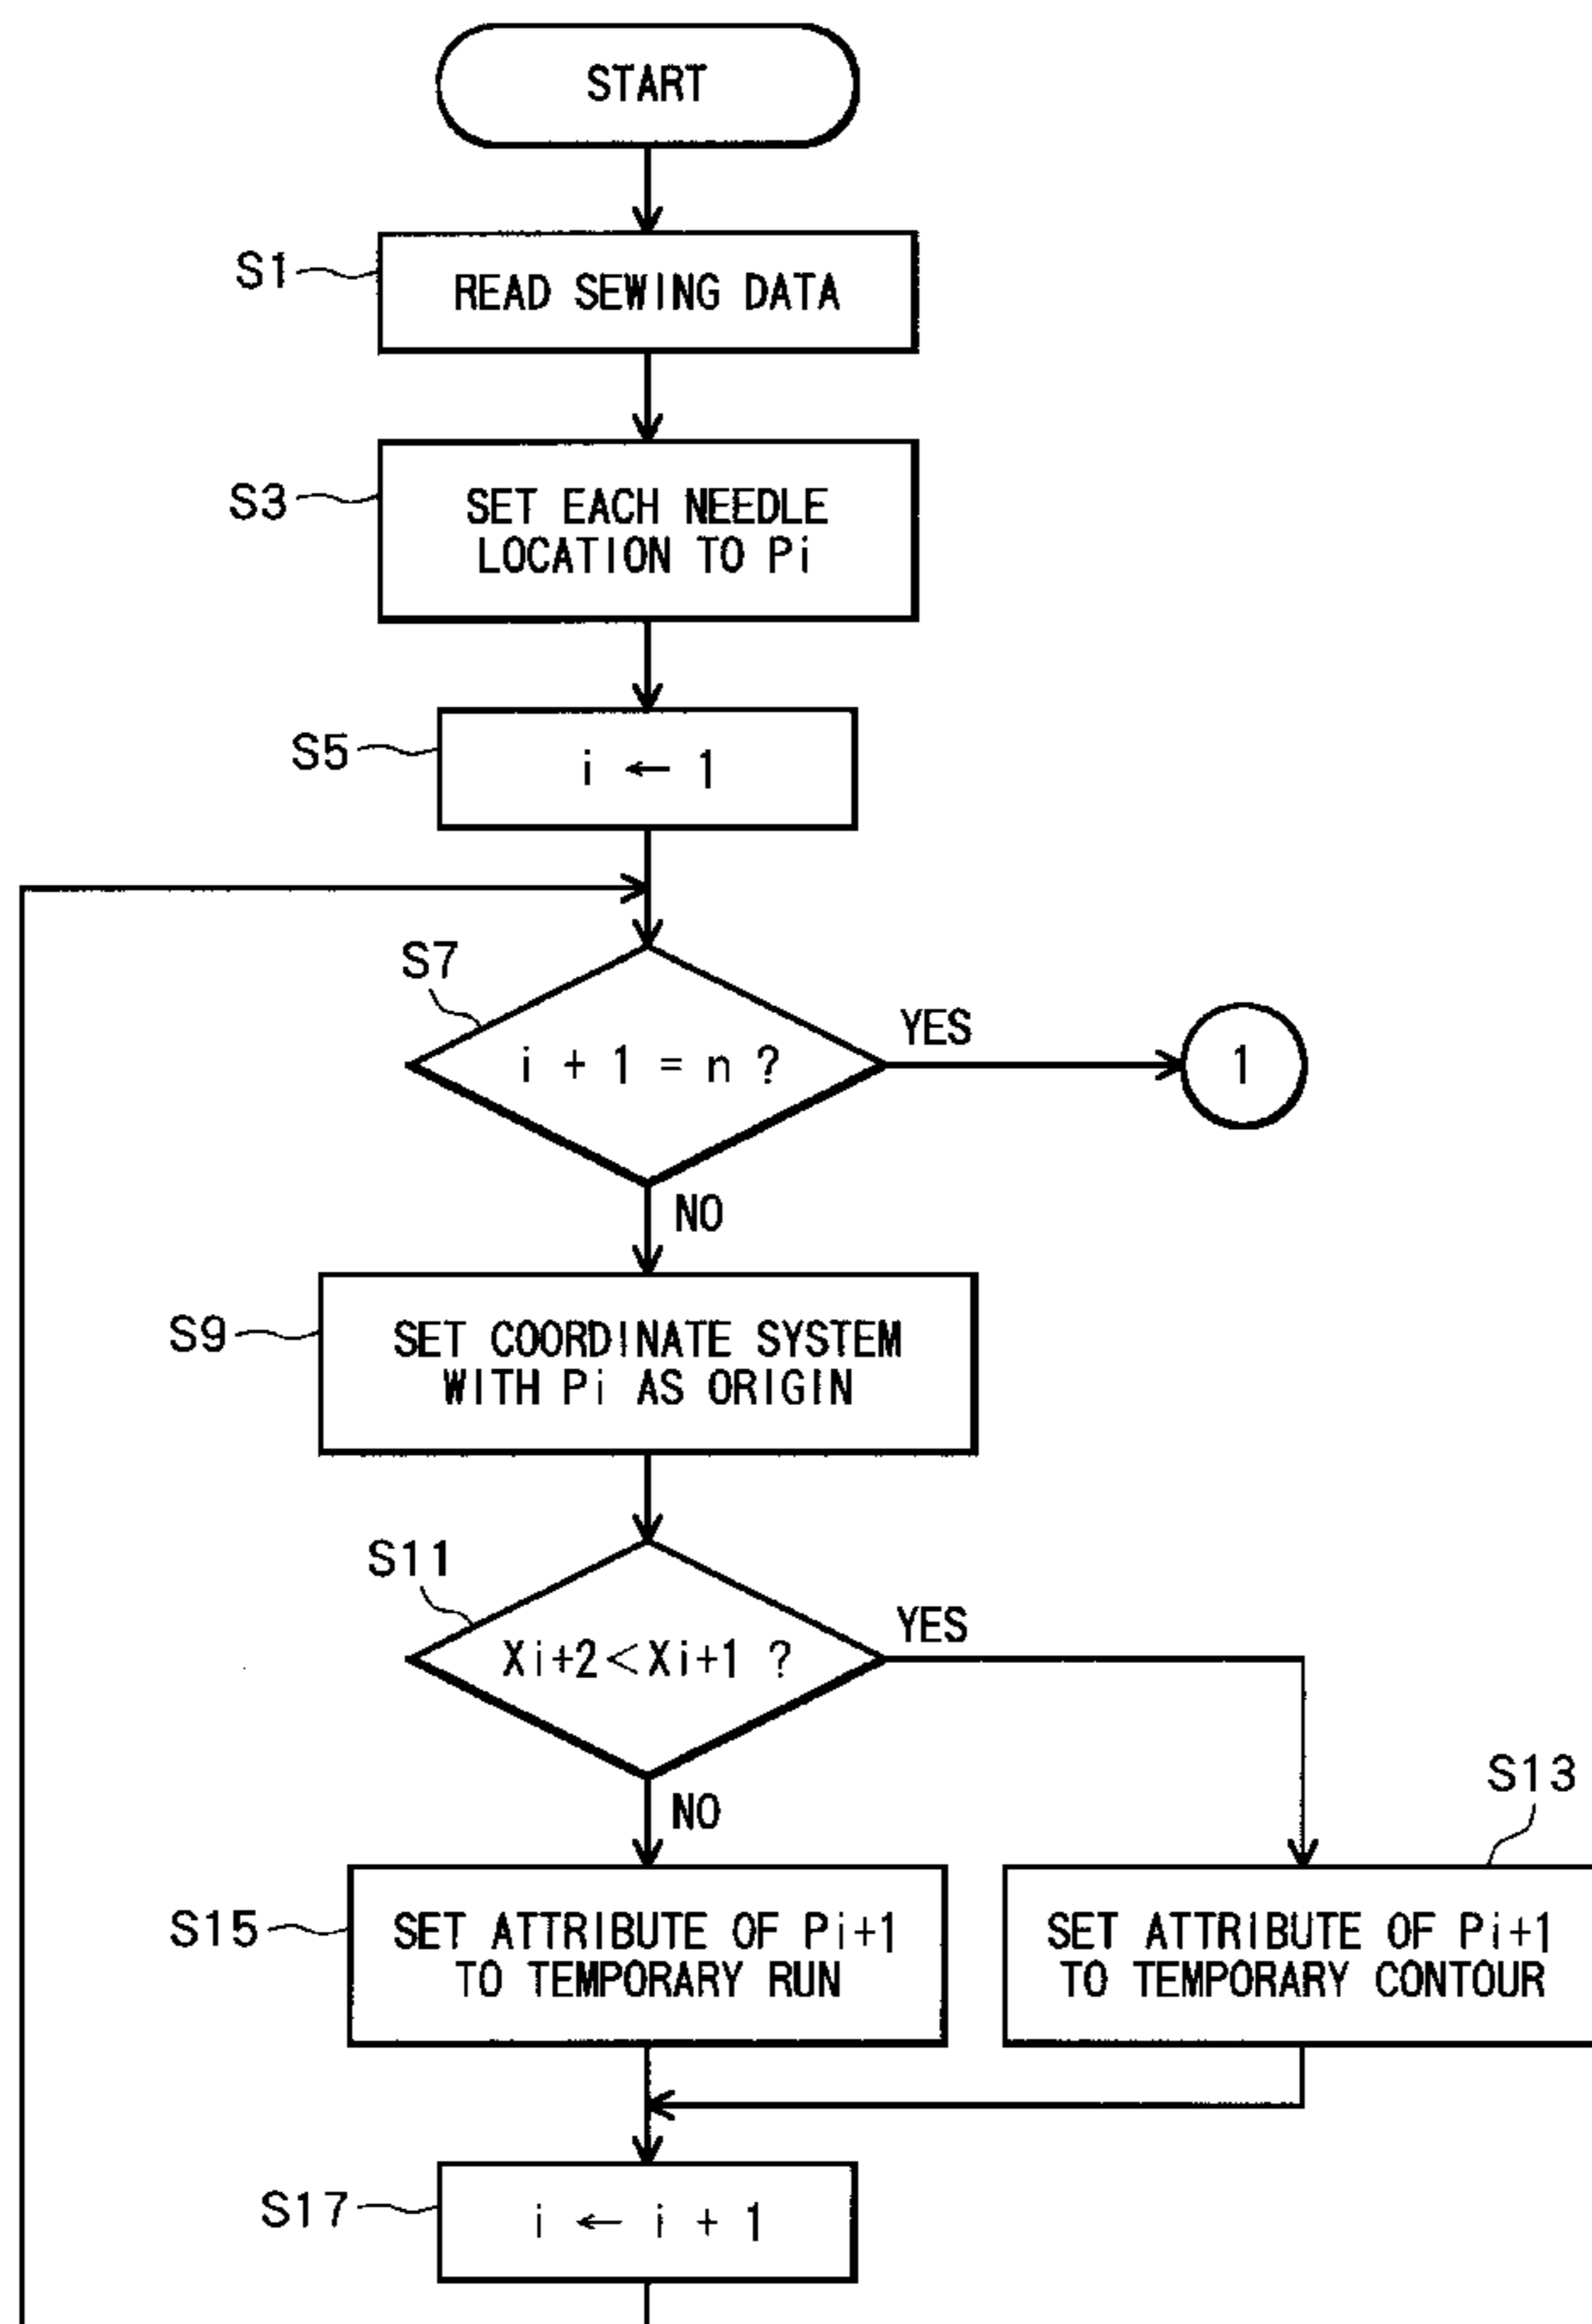 START
S1
READ SEWING DATA
S3
SET EACH NEEDLE
LOCATION TO Pi
S5
i ← 1
S7
i + 1 = n ?
YES
1
NO
S9
SET COORDINATE SYSTEM
WITH Pi AS ORIGIN
S11
Xi+2<Xi+1 ?
YES
NO
S13
S15
SET ATTRIBUTE OF Pi+1
TO TEMPORARY RUN
SET ATTRIBUTE OF Pi+1
TO TEMPORARY CONTOUR
S17
i ← i + 1